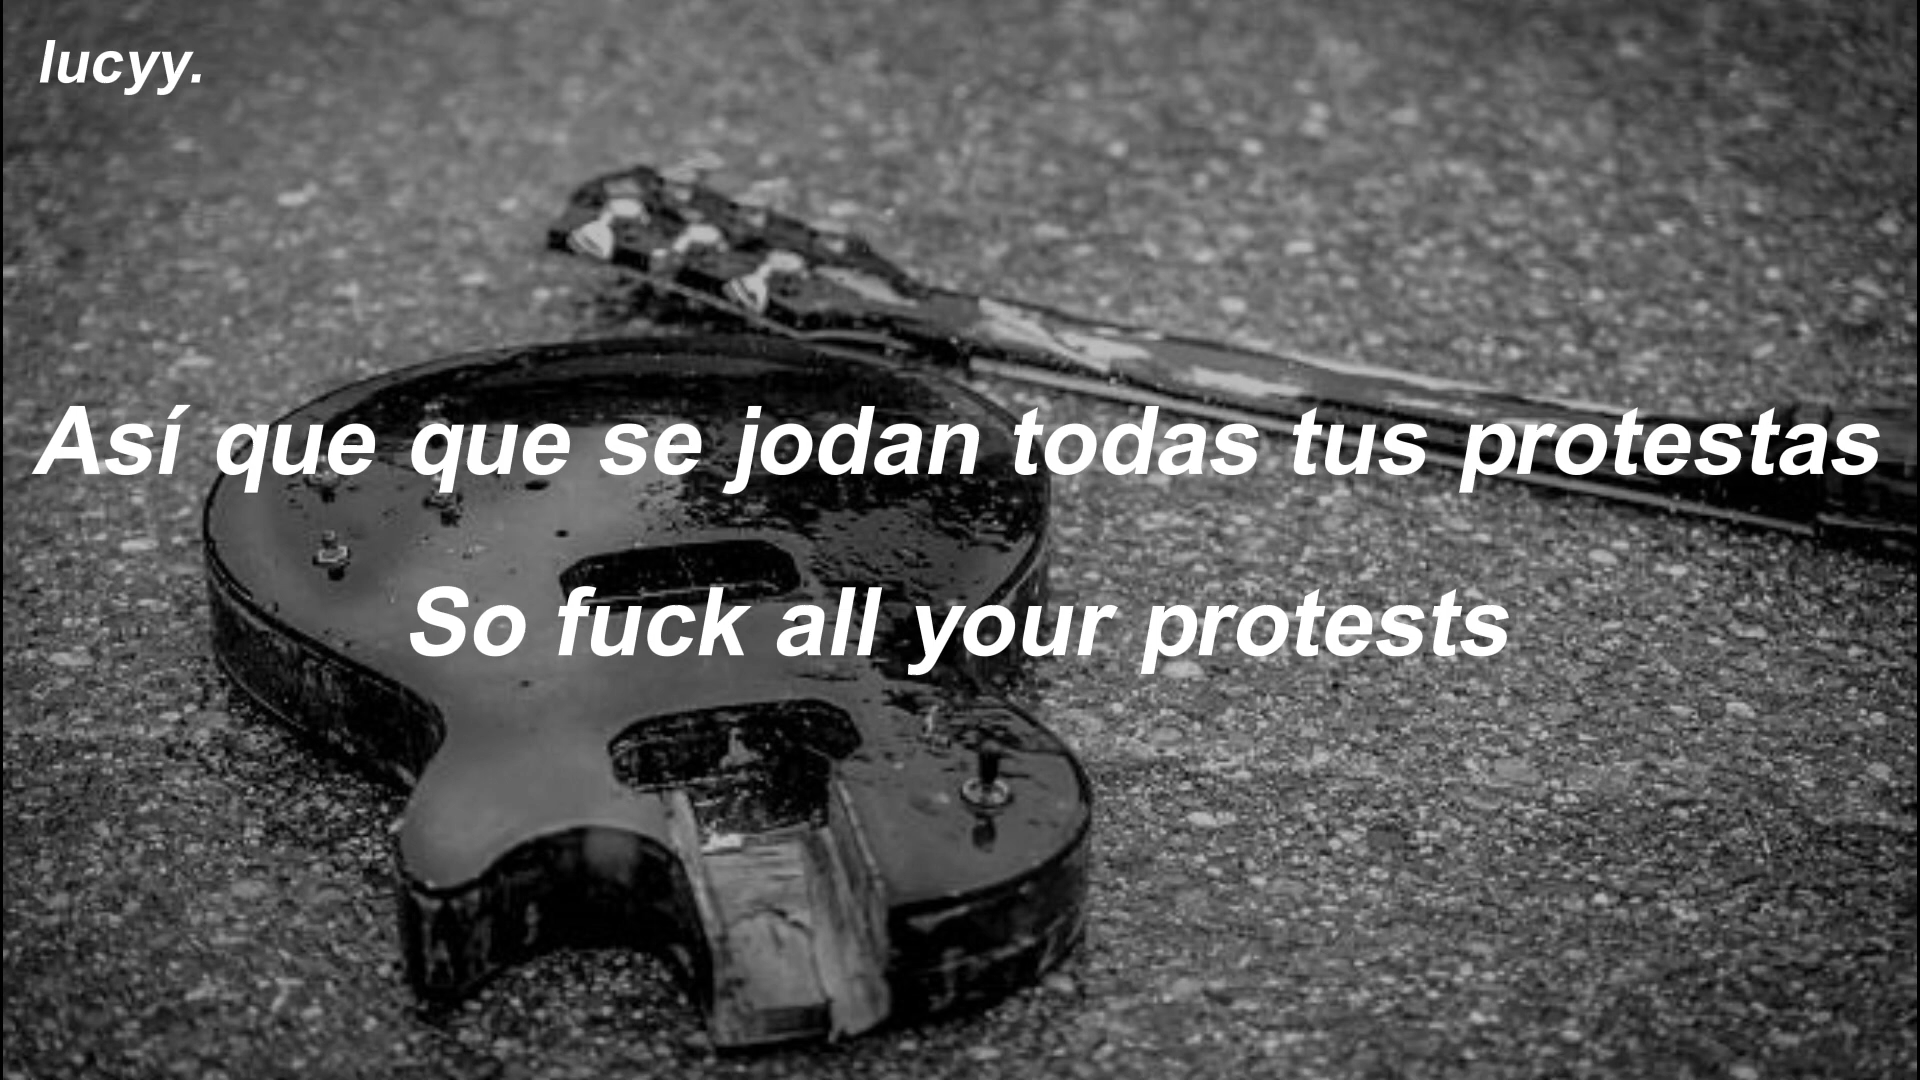 lucyy.
Así que que se jodan todas tus protestas
So fuck all your protests